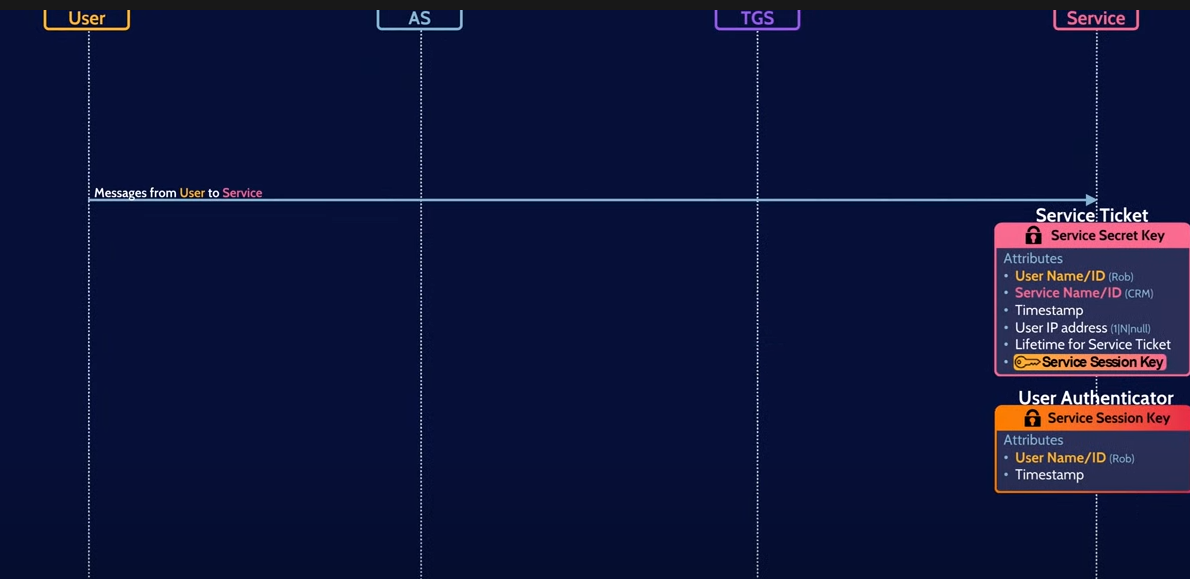 User
AS
TGS
Service
Messages from User to Service
Service Ticket
Service Secret Key
Attributes
• User Name/ID (Rob)
• Service Name/ID (CRM)
• Timestamp
• User IP address (1|N|null)
• Lifetime for Service Ticket
• Service Session Key
User Authenticator
Service Session Key
Attributes
• User Name/ID (Rob)
• Timestamp